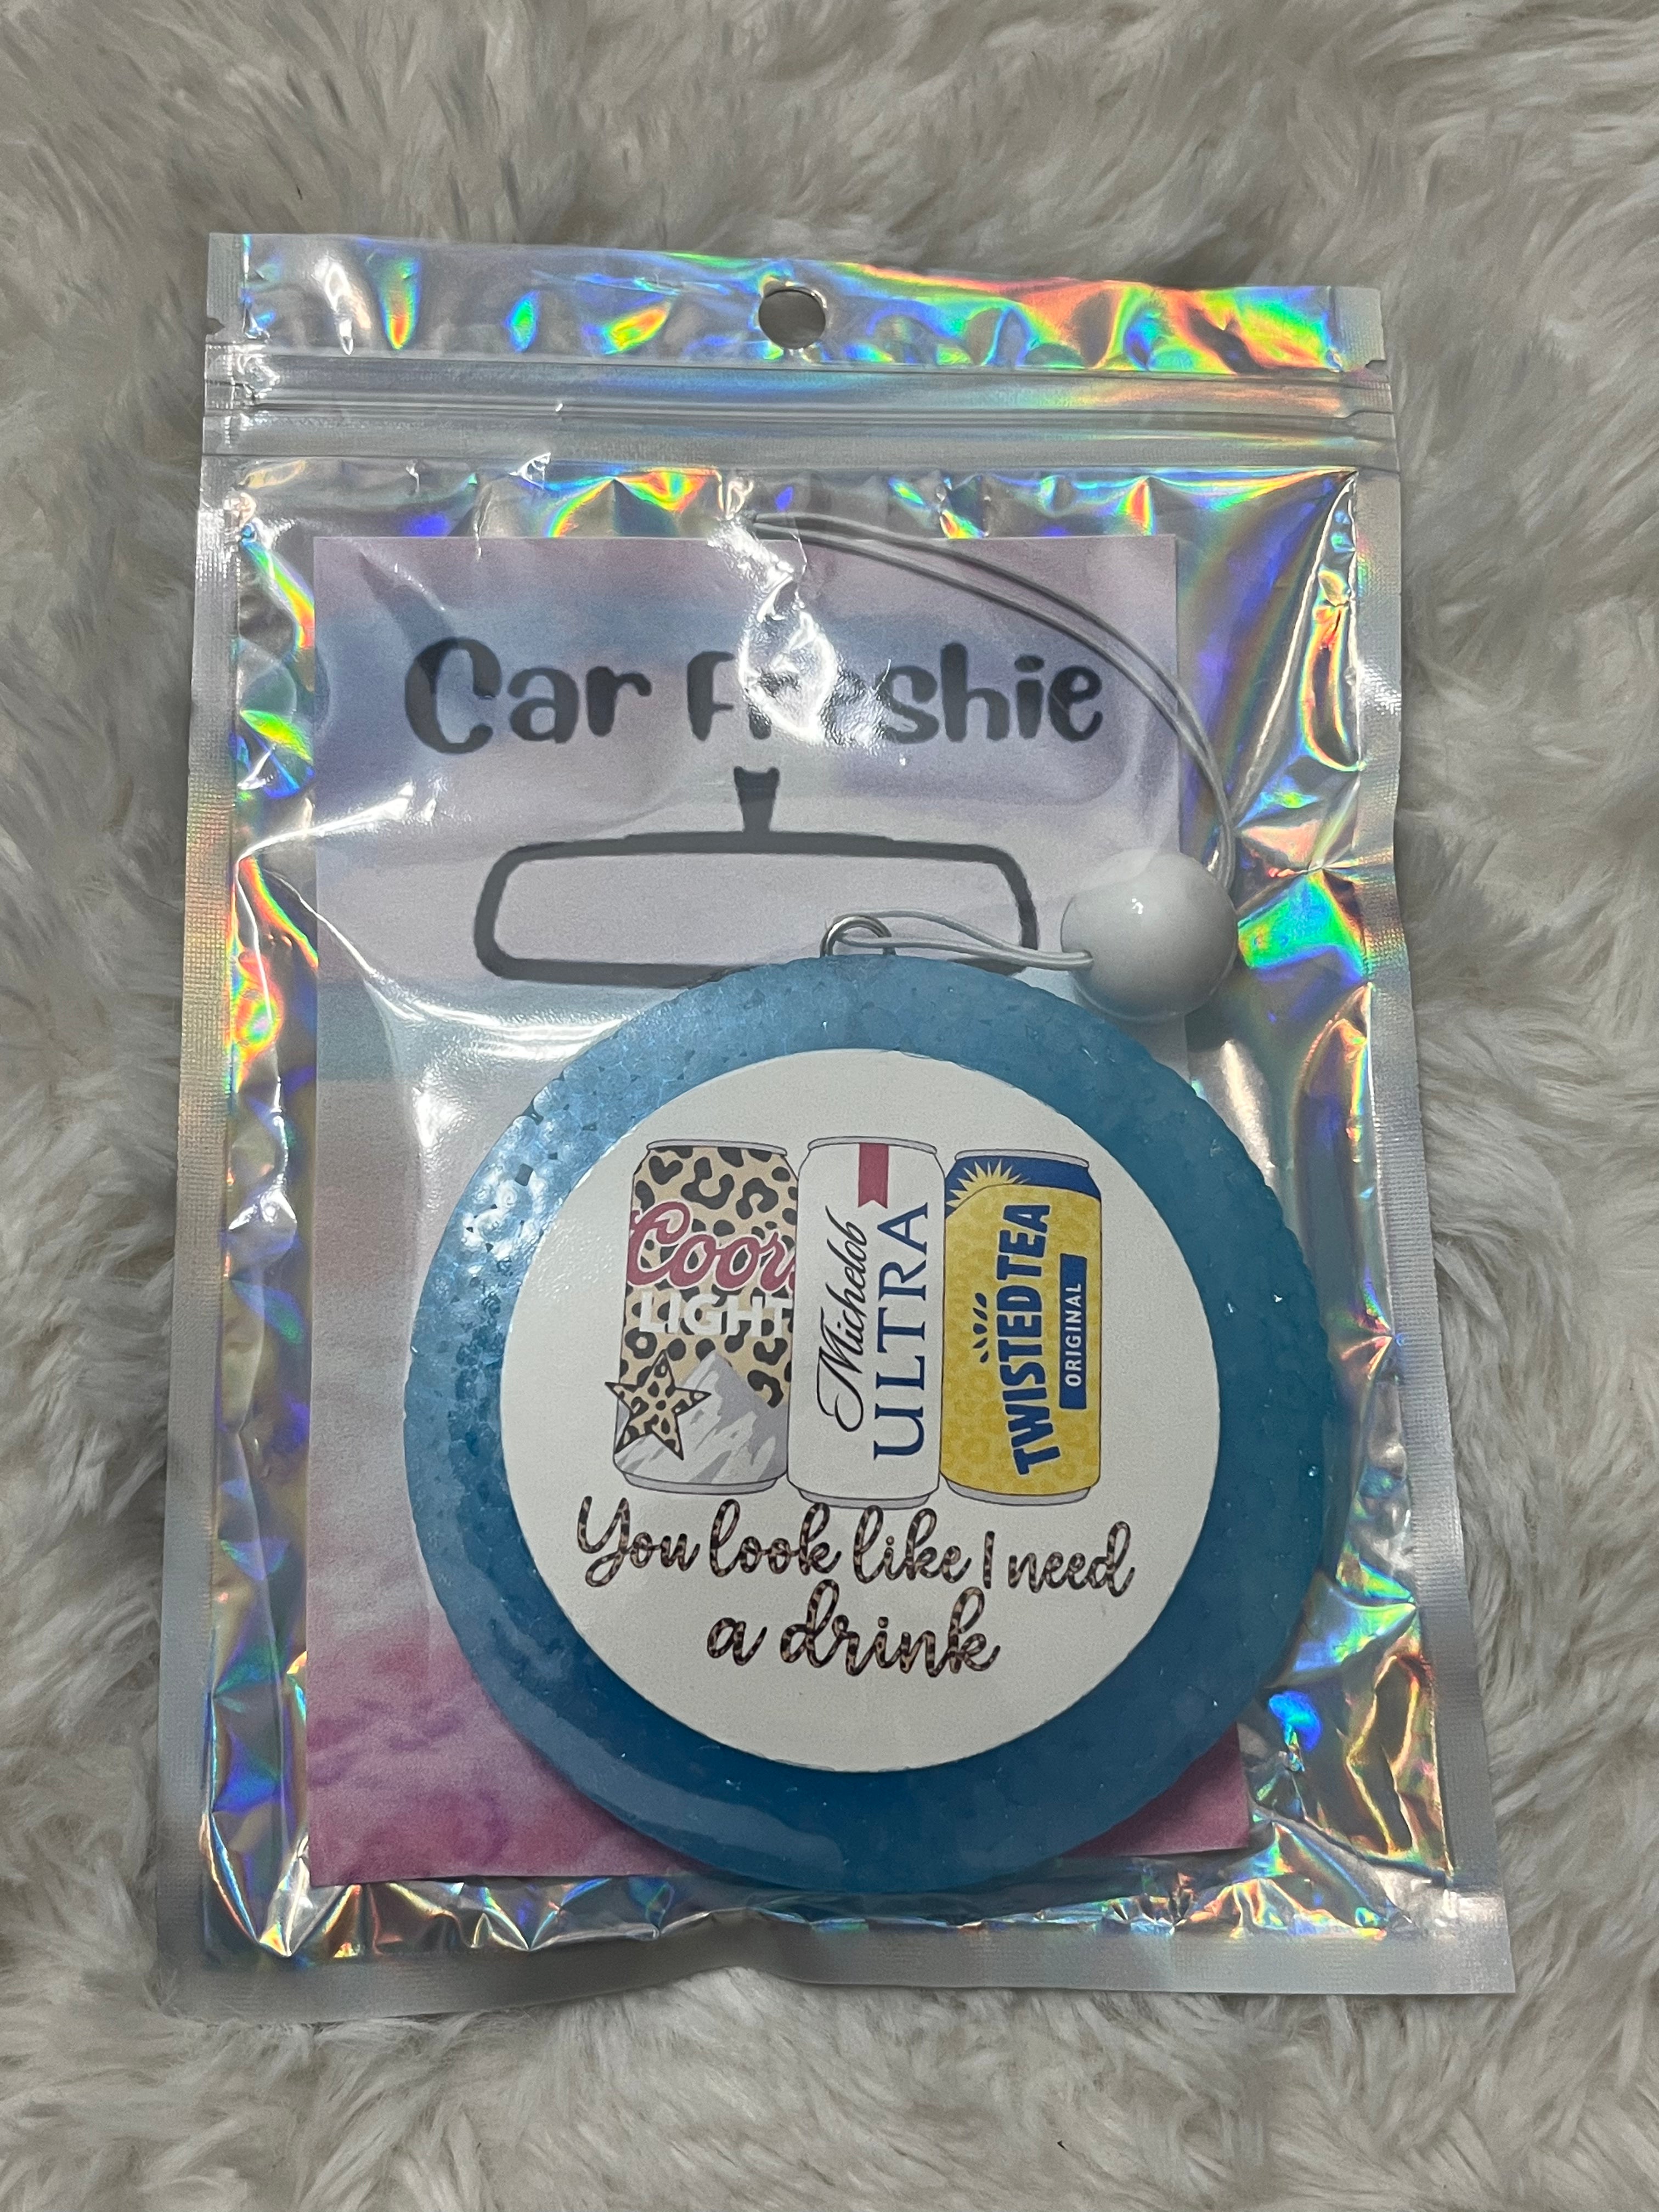 Car Freshie
Coors
LIGHT
Michelob
ULTRA
TWISTED TEA
ORIGINAL
You look like I need
a drink